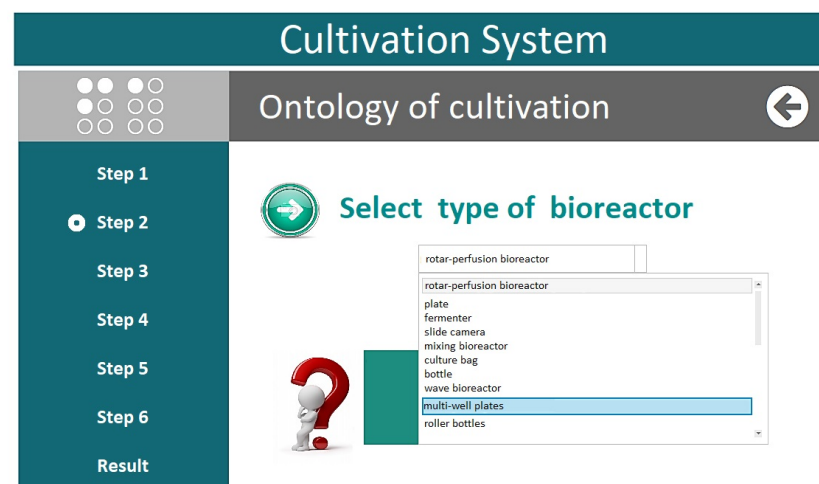 Cultivation System
Ontology of cultivation
Step 1
Step 2
Step 3
Step 4
Step 5
Step 6
Result
Select type of bioreactor
rotar-perfusion bioreactor
rotar-perfusion bioreactor
plate
fermenter
slide camera
mixing bioreactor
culture bag
bottle
wave bioreactor
multi-well plates
roller bottles